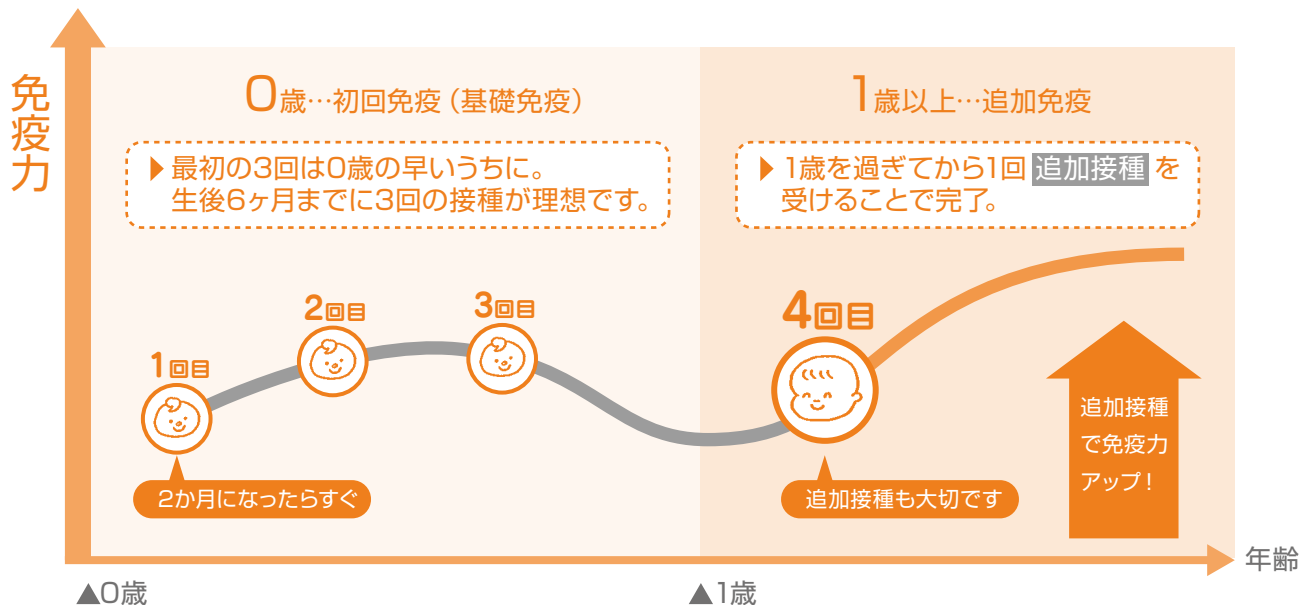 免疫力
0歳…初回免疫(基礎免疫)
▶最初の3回は0歳の早いうちに。
生後6ヶ月までに3回の接種が理想です。
1歳以上…追加免疫
▶1歳を過ぎてから1回 追加接種 を
受けることで完了。
1回目
2回目
3回目
4回目
2か月になったらすぐ
追加接種も大切です
追加接種
で免疫力
アップ!
年齢
▲0歳
▲1歳